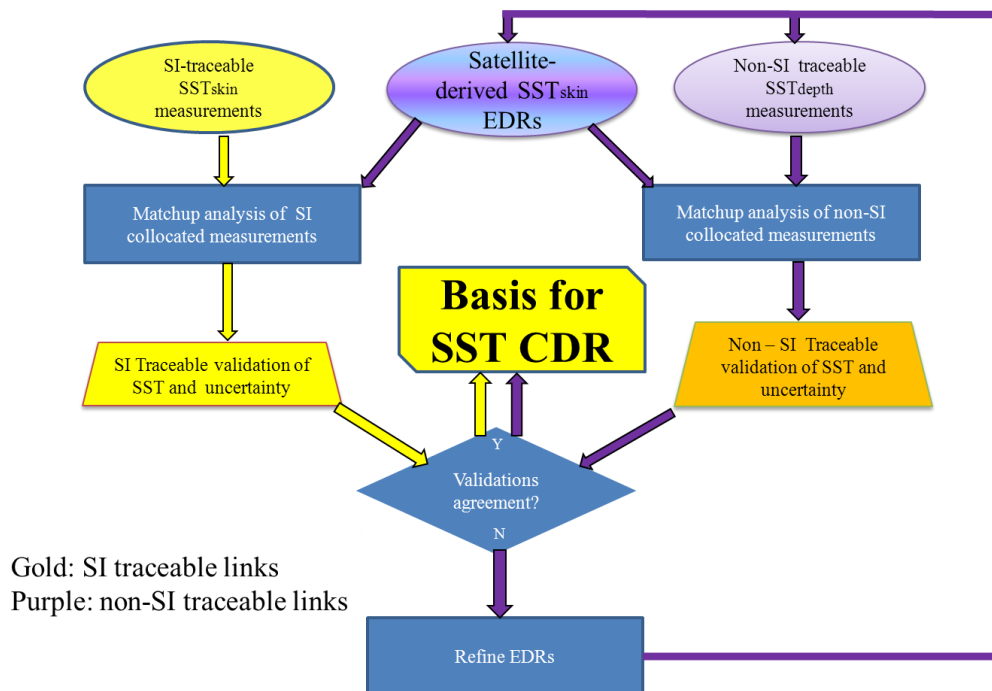 SI-traceable
SSTskin
measurements
Satellite-
derived SSTskin
EDRs
Non-SI traceable
SSTdepth
measurements
Matchup analysis of SI
collocated measurements
Matchup analysis of non-SI
collocated measurements
Basis for
SST CDR
SI Traceable validation of
SST and uncertainty
Non – SI Traceable
validation of SST and
uncertainty
Y
Validations
agreement?
N
Gold: SI traceable links
Purple: non-SI traceable links
Refine EDRs